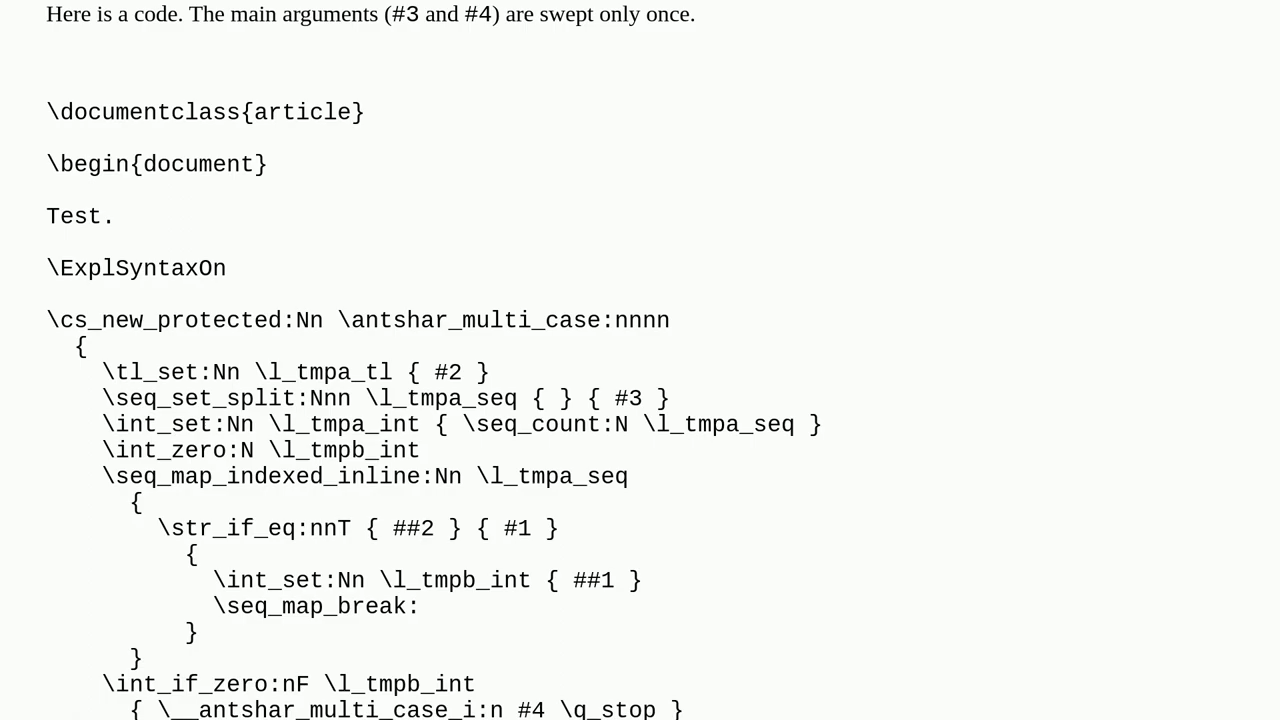 Here is a code. The main arguments (#3 and #4) are swept only once.
\documentclass{article}
\begin{document}
Test.
\ExplSyntaxOn
\cs_new_protected:Nn \antshar_multi_case:nnnn
  {
    \tl_set:Nn \l_tmpa_tl { #2 }
    \seq_set_split:Nnn \l_tmpa_seq { } { #3 }
    \int_set:Nn \l_tmpa_int { \seq_count:N \l_tmpa_seq }
    \int_zero:N \l_tmpb_int
    \seq_map_indexed_inline:Nn \l_tmpa_seq
      {
        \str_if_eq:nnT { ##2 } { #1 }
          {
            \int_set:Nn \l_tmpb_int { ##1 }
            \seq_map_break:
          }
      }
    \int_if_zero:nF \l_tmpb_int
      { \__antshar_multi_case_i:n #4 \q_stop }